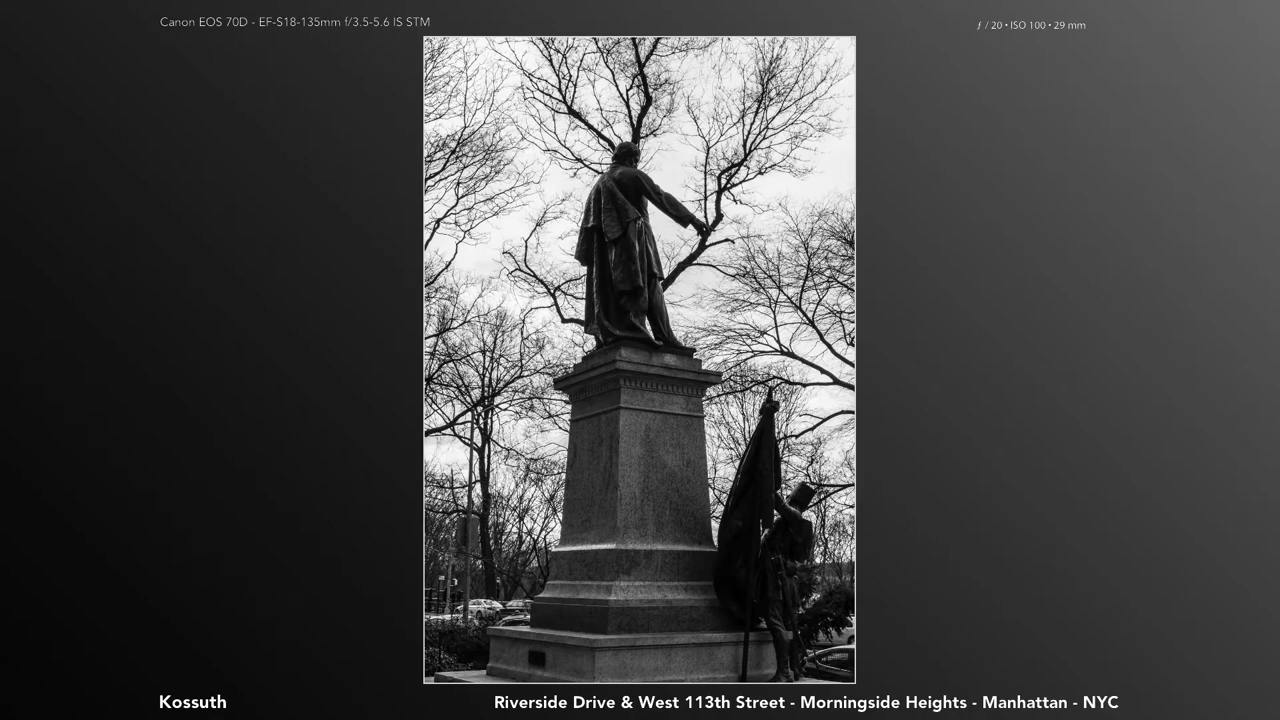 Canon EOS 70D - EF-S18-135mm f/3.5-5.6 IS STM
ƒ / 20 • ISO 100 • 29 mm
Kossuth
Riverside Drive & West 113th Street - Morningside Heights - Manhattan - NYC